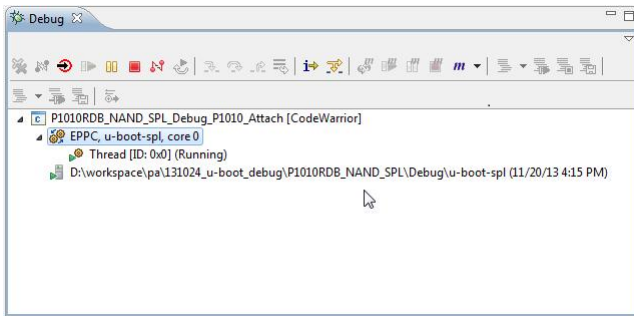 Debug
m
P1010RDB_NAND_SPL_Debug_P1010_Attach [CodeWarrior]
EPPC, u-boot-spl, core 0
Thread [ID: 0x0] (Running)
D:\workspace\pa\131024_u-boot_debug\P1010RDB_NAND_SPL\Debug\u-boot-spl (11/20/13 4:15 PM)